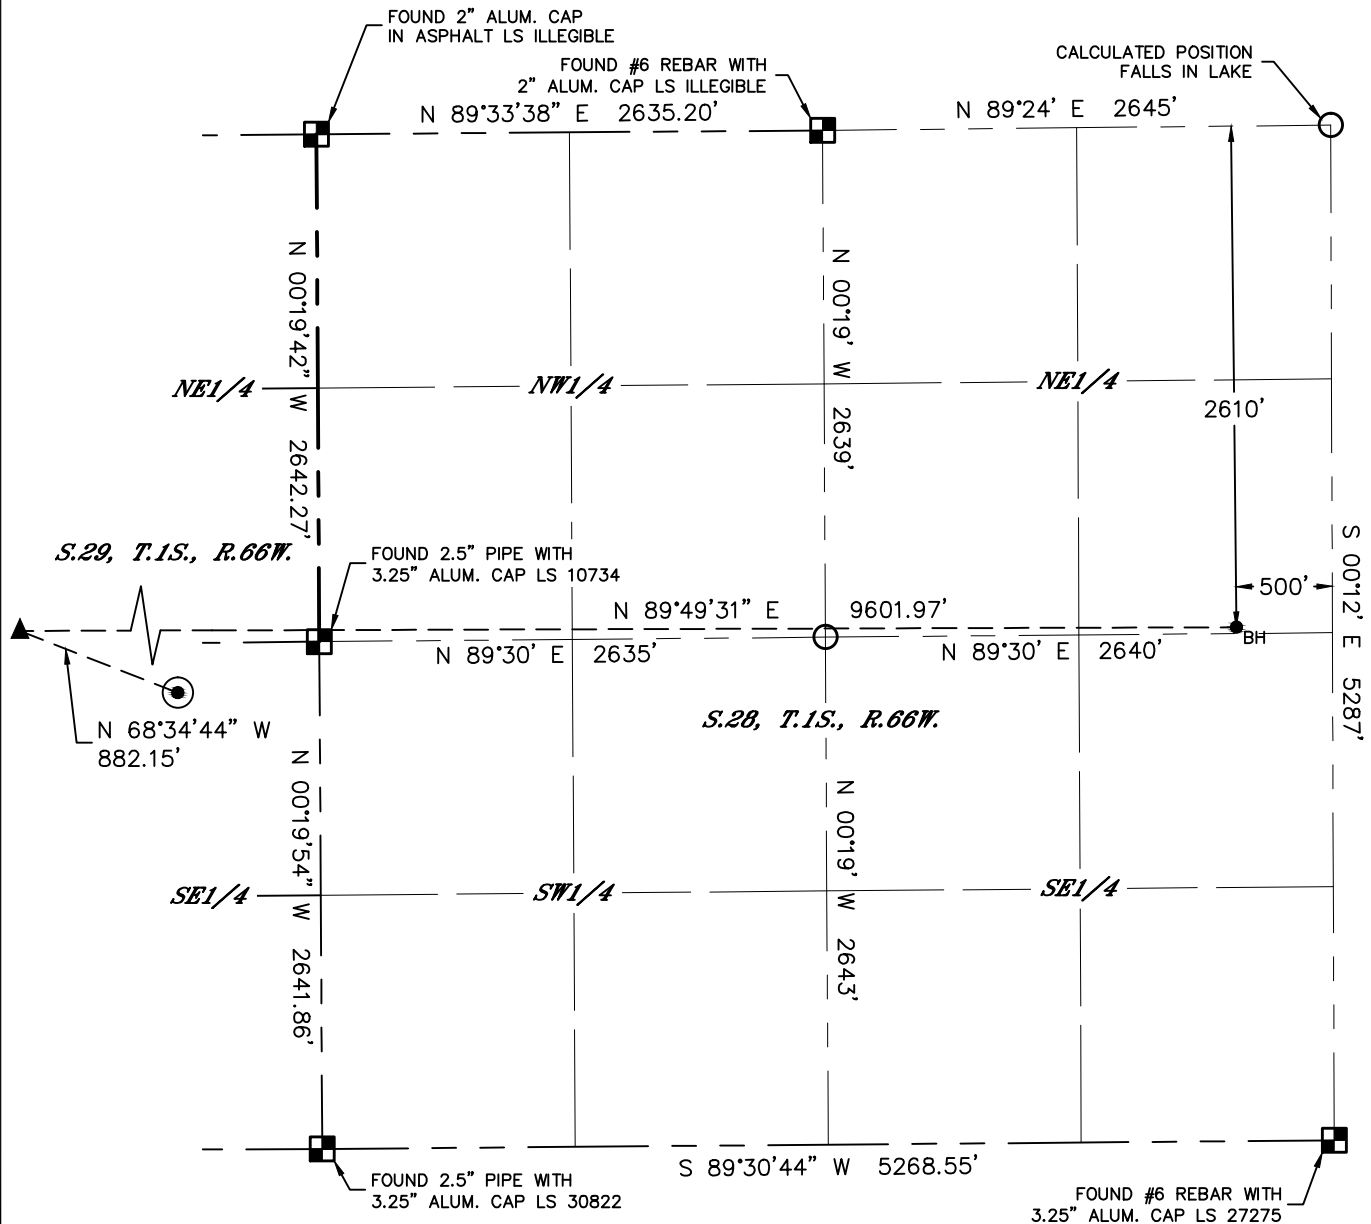 FOUND 2" ALUM. CAP
IN ASPHALT LS ILLEGIBLE
FOUND #6 REBAR WITH
2" ALUM. CAP LS ILLEGIBLE
CALCULATED POSITION
FALLS IN LAKE
N 89°33'38" E 2635.20'
N 89°24' E 2645'
N 00°19'42" W 2642.27'
N 00°19' W 2639'
NE1/4
NW1/4
NE1/4
2610'
S.29, T.1S., R.66W.
FOUND 2.5" PIPE WITH
3.25" ALUM. CAP LS 10734
S 00°12' E 5287'
500'
N 89°49'31" E 9601.97'
BH
N 89°30' E 2635'
N 89°30' E 2640'
N 68°34'44" W
882.15'
S.28, T.1S., R.66W.
N 00°19'54" W 2641.86'
N 00°19' W 2643'
SE1/4
SW1/4
SE1/4
S 89°30'44" W 5268.55'
FOUND 2.5" PIPE WITH
3.25" ALUM. CAP LS 30822
FOUND #6 REBAR WITH
3.25" ALUM. CAP LS 27275